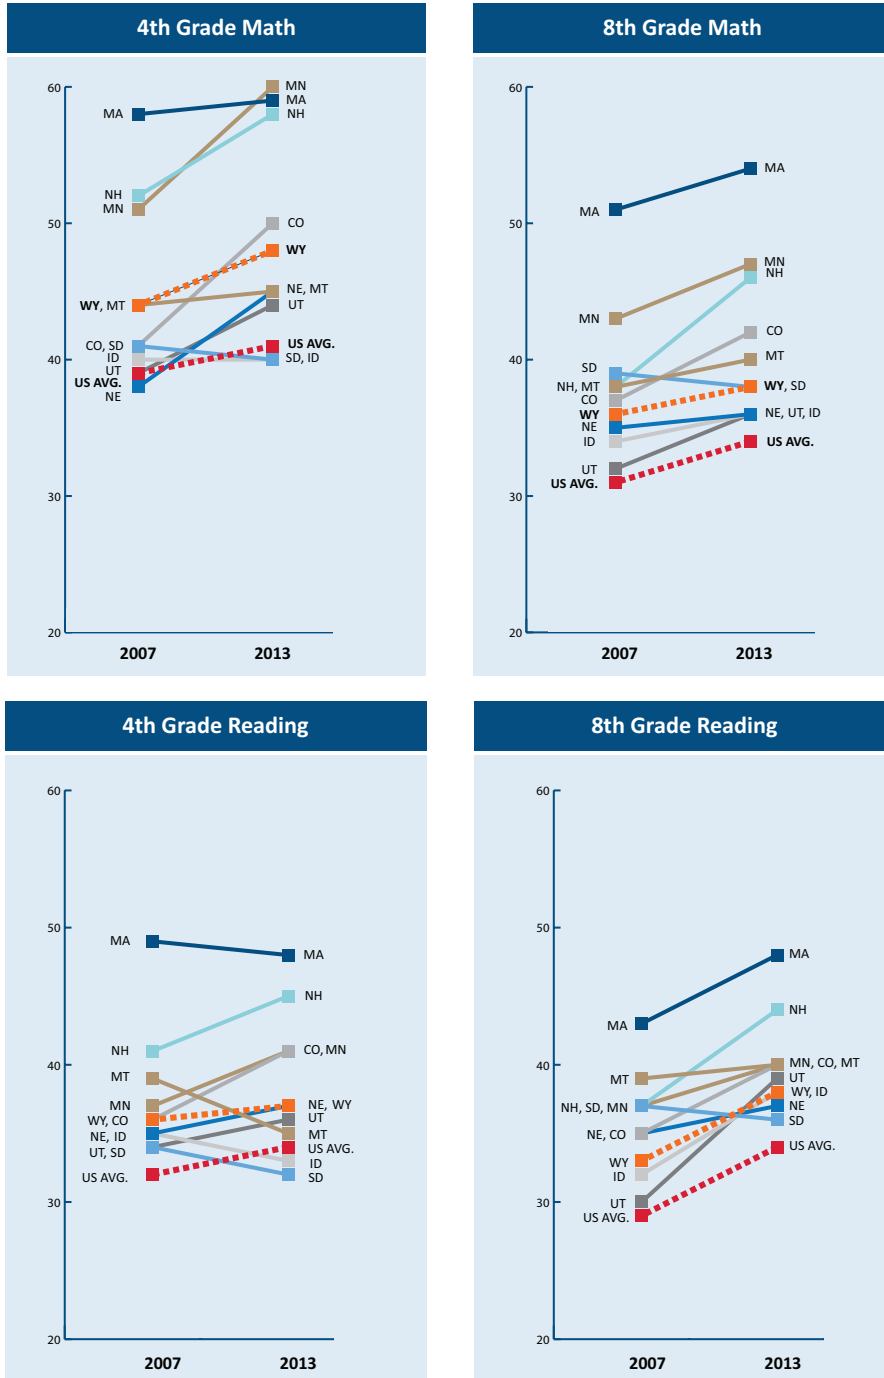 4th Grade Math
60
50
40
30
20
MA
NH
MN
WY, MT
CO, SD
ID
UT
US AVG.
NE
MN
MA
NH
CO
WY
NE, MT
UT
US AVG.
SD, ID
2007
2013
8th Grade Math
60
50
40
30
20
MA
MN
SD
NH, MT
CO
WY
NE
ID
UT
US AVG.
MA
MN
NH
CO
MT
WY, SD
NE, UT, ID
US AVG.
2007
2013
4th Grade Reading
60
50
40
30
20
MA
NH
MT
MN
WY, CO
NE, ID
UT, SD
US AVG.
MA
NH
CO, MN
NE, WY
UT
MT
US AVG.
ID
SD
2007
2013
8th Grade Reading
60
50
40
30
20
MA
MT
NH, SD, MN
NE, CO
WY
ID
UT
US AVG.
MA
NH
MN, CO, MT
UT
WY, ID
NE
SD
US AVG.
2007
2013